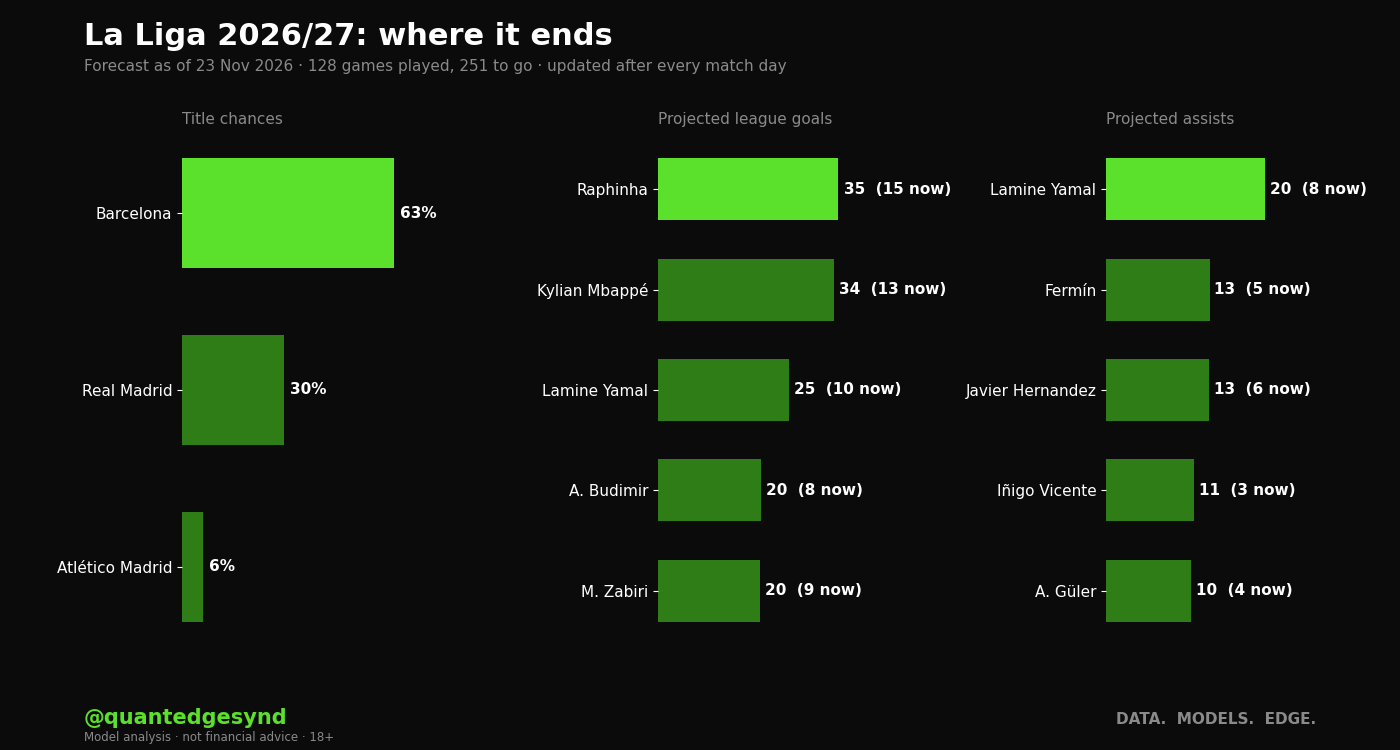 La Liga 2026/27: where it ends
Forecast as of 23 Nov 2026 · 128 games played, 251 to go · updated after every match day
Title chances
Barcelona 63%
Real Madrid 30%
Atlético Madrid 6%
Projected league goals
Raphinha 35 (15 now)
Kylian Mbappé 34 (13 now)
Lamine Yamal 25 (10 now)
A. Budimir 20 (8 now)
M. Zabiri 20 (9 now)
Projected assists
Lamine Yamal 20 (8 now)
Fermín 13 (5 now)
Javier Hernandez 13 (6 now)
Iñigo Vicente 11 (3 now)
A. Güler 10 (4 now)
@quantedgesynd
Model analysis · not financial advice · 18+
DATA. MODELS. EDGE.